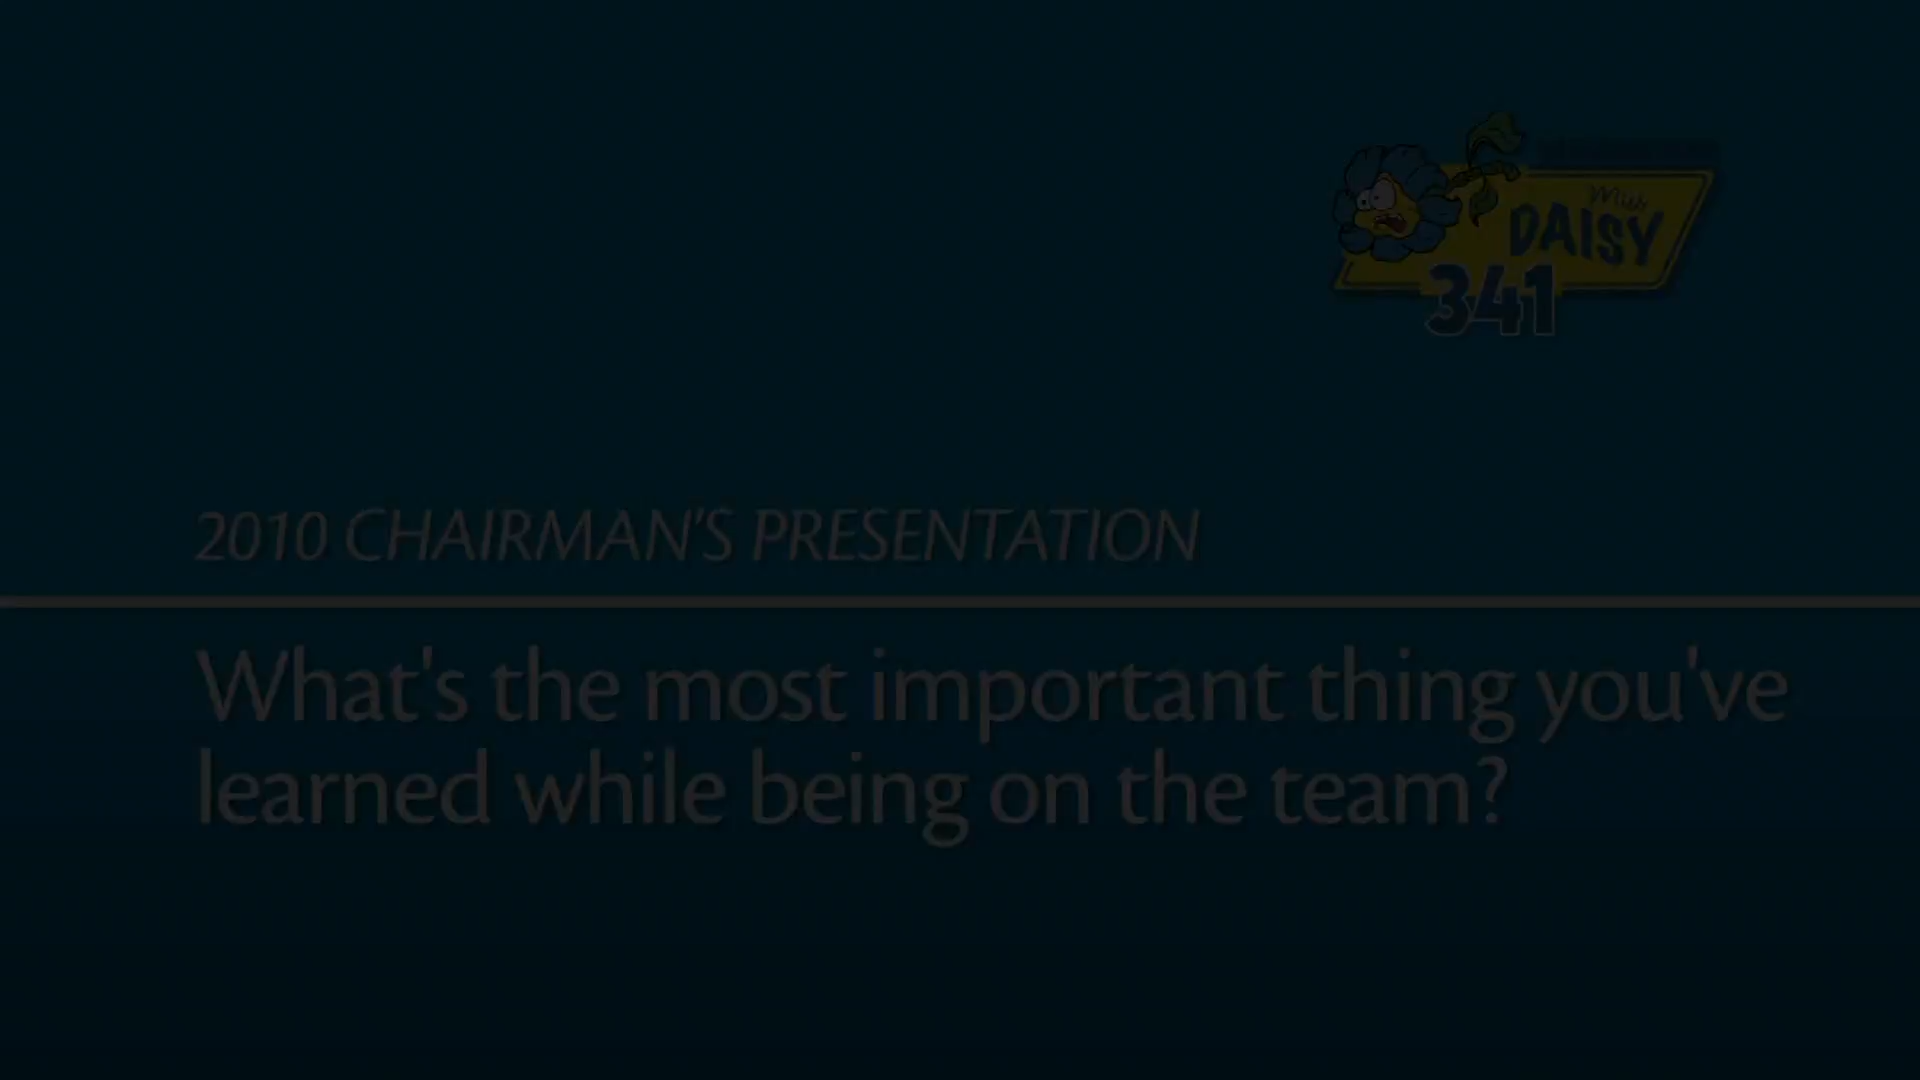 Miss
DAISY
341
2010 CHAIRMAN'S PRESENTATION
What's the most important thing you've
learned while being on the team?